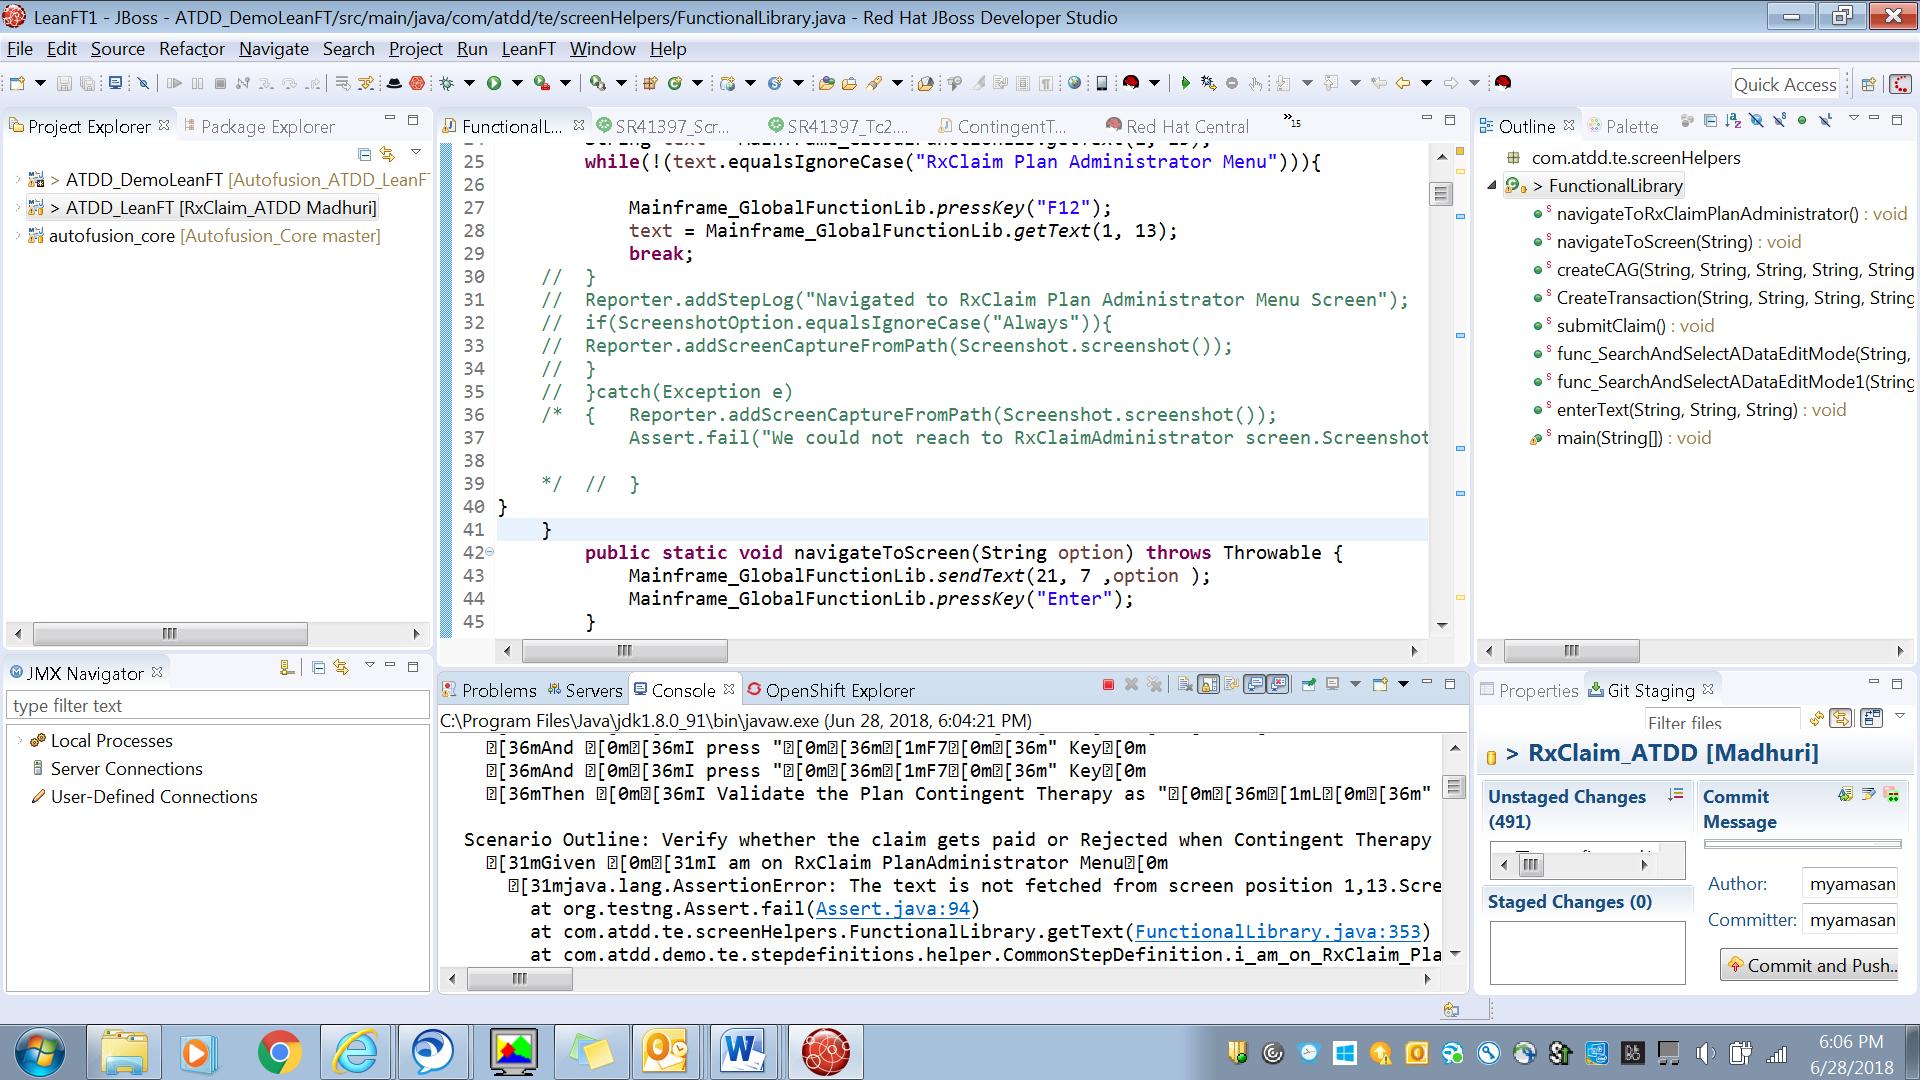 LeanFT1 - JBoss - ATDD_DemoLeanFT/src/main/java/com/atdd/te/screenHelpers/FunctionalLibrary.java - Red Hat JBoss Developer Studio
File Edit Source Refactor Navigate Search Project Run LeanFT Window Help
Quick Access
Project Explorer
Package Explorer
> ATDD_DemoLeanFT [Autofusion_ATDD_LeanFT
> ATDD_LeanFT [RxClaim_ATDD Madhuri]
autofusion_core [Autofusion_Core master]
JMX Navigator
type filter text
Local Processes
Server Connections
User-Defined Connections
FunctionalL...
SR41397_Scr...
SR41397_Tc2...
ContingentT...
Red Hat Central
»15
25 while(!(text.equalsIgnoreCase("RxClaim Plan Administrator Menu"))){
26
27 Mainframe_GlobalFunctionLib.pressKey("F12");
28 text = Mainframe_GlobalFunctionLib.getText(1, 13);
29 break;
30 // }
31 // Reporter.addStepLog("Navigated to RxClaim Plan Administrator Menu Screen");
32 // if(ScreenshotOption.equalsIgnoreCase("Always")){
33 // Reporter.addScreenCaptureFromPath(Screenshot.screenshot());
34 // }
35 // }catch(Exception e)
36 /* { Reporter.addScreenCaptureFromPath(Screenshot.screenshot());
37 Assert.fail("We could not reach to RxClaimAdministrator screen.Screenshot
38
39 */ // }
40 }
41 }
42 public static void navigateToScreen(String option) throws Throwable {
43 Mainframe_GlobalFunctionLib.sendText(21, 7 ,option );
44 Mainframe_GlobalFunctionLib.pressKey("Enter");
45 }
Problems
Servers
Console
OpenShift Explorer
C:\Program Files\Java\jdk1.8.0_91\bin\javaw.exe (Jun 28, 2018, 6:04:21 PM)
[36mAnd [0m[36mI press "[0m[36m[1mF7[0m[36m" Key[0m
[36mAnd [0m[36mI press "[0m[36m[1mF7[0m[36m" Key[0m
[36mThen [0m[36mI Validate the Plan Contingent Therapy as "[0m[36m[1mL[0m[36m"
Scenario Outline: Verify whether the claim gets paid or Rejected when Contingent Therapy
[31mGiven [0m[31mI am on RxClaim PlanAdministrator Menu[0m
[31mjava.lang.AssertionError: The text is not fetched from screen position 1,13.Scre
at org.testng.Assert.fail(Assert.java:94)
at com.atdd.te.screenHelpers.FunctionalLibrary.getText(FunctionalLibrary.java:353)
at com.atdd.demo.te.stepdefinitions.helper.CommonStepDefinition.i_am_on_RxClaim_Pla
Outline
Palette
com.atdd.te.screenHelpers
> FunctionalLibrary
navigateToRxClaimPlanAdministrator() : void
navigateToScreen(String) : void
createCAG(String, String, String, String, String
CreateTransaction(String, String, String, String
submitClaim() : void
func_SearchAndSelectADataEditMode(String,
func_SearchAndSelectADataEditMode1(String
enterText(String, String, String) : void
main(String[]) : void
Properties
Git Staging
Filter files
> RxClaim_ATDD [Madhuri]
Unstaged Changes (491)
Staged Changes (0)
Commit Message
Author: myamasan
Committer: myamasan
Commit and Push...
6:06 PM
6/28/2018